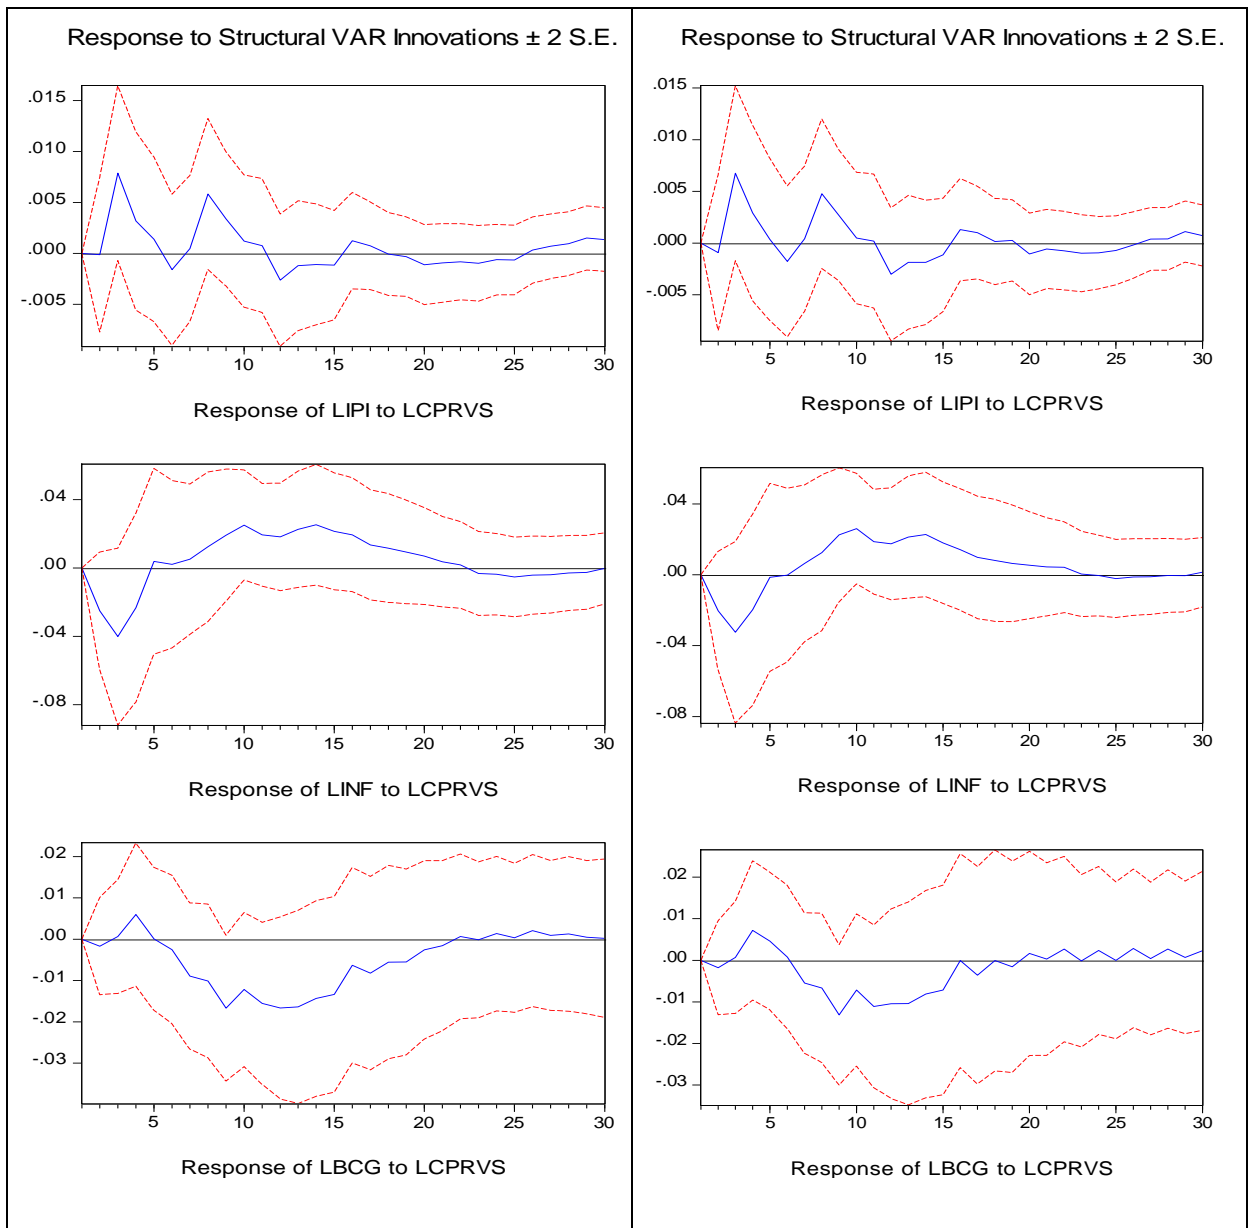 Response to Structural VAR Innovations ± 2 S.E.
.015
.010
.005
.000
-.005
5 10 15 20 25 30
Response of LIPI to LCPRVS
.04
.00
-.04
-.08
5 10 15 20 25 30
Response of LINF to LCPRVS
.02
.01
.00
-.01
-.02
-.03
5 10 15 20 25 30
Response of LBCG to LCPRVS
Response to Structural VAR Innovations ± 2 S.E.
.015
.010
.005
.000
-.005
5 10 15 20 25 30
Response of LIPI to LCPRVS
.04
.00
-.04
-.08
5 10 15 20 25 30
Response of LINF to LCPRVS
.02
.01
.00
-.01
-.02
-.03
5 10 15 20 25 30
Response of LBCG to LCPRVS